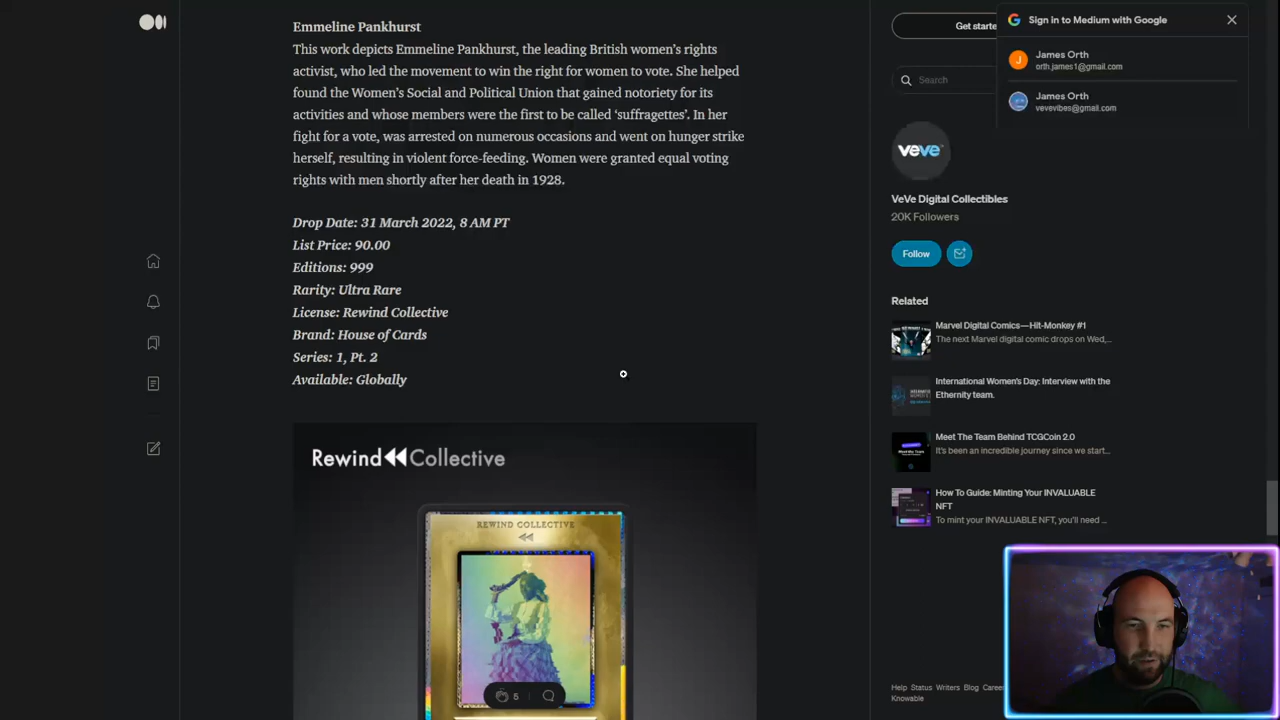 Emmeline Pankhurst
This work depicts Emmeline Pankhurst, the leading British women’s rights
activist, who led the movement to win the right for women to vote. She helped
found the Women’s Social and Political Union that gained notoriety for its
activities and whose members were the first to be called ‘suffragettes’. In her
fight for a vote, was arrested on numerous occasions and went on hunger strike
herself, resulting in violent force-feeding. Women were granted equal voting
rights with men shortly after her death in 1928.
Drop Date: 31 March 2022, 8 AM PT
List Price: 90.00
Editions: 999
Rarity: Ultra Rare
License: Rewind Collective
Brand: House of Cards
Series: 1, Pt. 2
Available: Globally
Rewind Collective
REWIND COLLECTIVE
5
Get starte
Search
Sign in to Medium with Google
J
James Orth
orth.james1@gmail.com
James Orth
vevevibes@gmail.com
veve
VeVe Digital Collectibles
20K Followers
Follow
Related
Marvel Digital Comics—Hit-Monkey #1
The next Marvel digital comic drops on Wed,...
International Women's Day: Interview with the
Ethernity team.
Meet The Team Behind TCGCoin 2.0
It's been an incredible journey since we start...
How To Guide: Minting Your INVALUABLE
NFT
To mint your INVALUABLE NFT, you'll need ...
Help Status Writers Blog Caree
Knowable